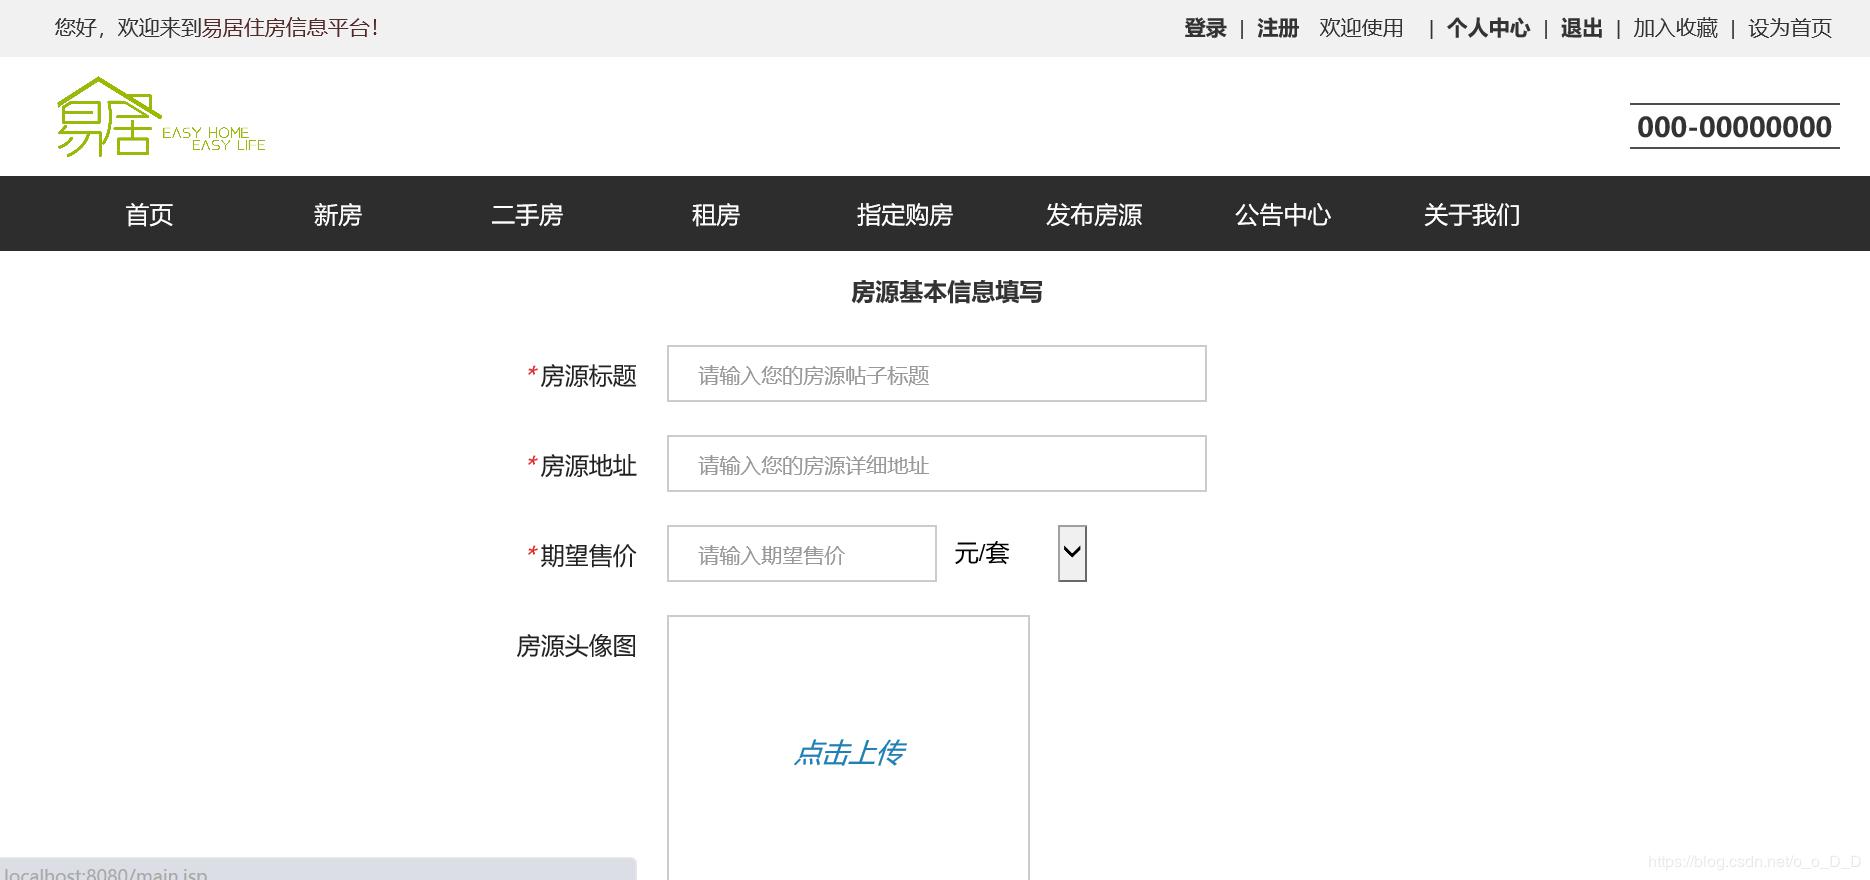 您好，欢迎来到易居住房信息平台！
登录 | 注册 欢迎使用 | 个人中心 | 退出 | 加入收藏 | 设为首页
易居 EASY HOME
EASY LIFE
000-00000000
首页 新房 二手房 租房 指定购房 发布房源 公告中心 关于我们
房源基本信息填写
*房源标题 请输入您的房源帖子标题
*房源地址 请输入您的房源详细地址
*期望售价 请输入期望售价 元/套
房源头像图
点击上传
https://blog.csdn.net/o_o_D_D
localhost:8080/main.jsp